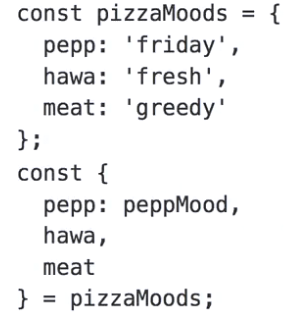 const pizzaMoods = {
  pepp: 'friday',
  hawa: 'fresh',
  meat: 'greedy'
};
const {
  pepp: peppMood,
  hawa,
  meat
} = pizzaMoods;